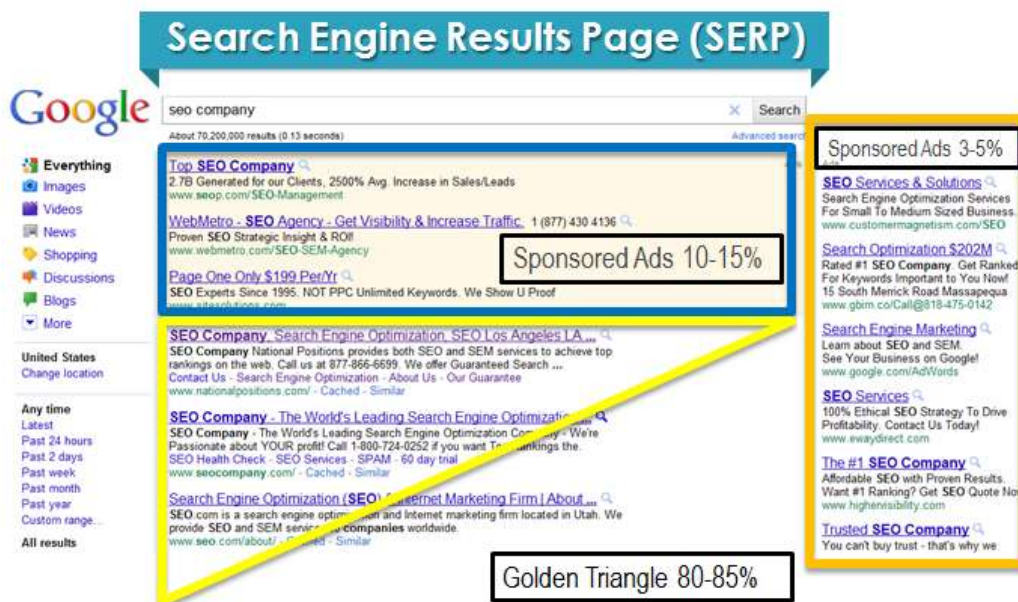 Search Engine Results Page (SERP)
Google
seo company
Search
About 70,200,000 results (0.13 seconds)
Advanced search
Everything
Images
Videos
News
Shopping
Discussions
Blogs
More
United States
Change location
Any time
Latest
Past 24 hours
Past 2 days
Past week
Past month
Past year
Custom range...
All results
Top SEO Company
2.7B Generated for our Clients, 2500% Avg. Increase in Sales/Leads
www.seop.com/SEO-Management
WebMetro - SEO Agency - Get Visibility & Increase Traffic. 1 (877) 430 4136
Proven SEO Strategic Insight & ROI!
www.webmetro.com/SEO-SEM-Agency
Page One Only $199 Per/Yr
SEO Experts Since 1995. NOT PPC Unlimited Keywords. We Show U Proof
Sponsored Ads 10-15%
SEO Company, Search Engine Optimization, SEO Los Angeles LA ...
SEO Company National Positions provides both SEO and SEM services to achieve top
rankings on the web. Call us at 877-866-6699. We offer Guaranteed Search ...
Contact Us - Search Engine Optimization - About Us - Our Guarantee
www.nationalpositions.com/ - Cached - Similar
SEO Company - The World's Leading Search Engine
SEO Company - The World's Leading Search Engine Optimization - We're
Passionate about YOUR profit! Call 1-800-724-0252 if you want the.
SEO Health Check - SEO Services - SPAM - 60 day trial
www.seocompany.com/ - Cached - Similar
Search Engine Optimization (SEO) Internet Marketing Firm | About ...
SEO.com is a search engine and Internet marketing firm located in Utah. We
provide SEO and SEM companies worldwide.
www.seo.com/about/ - Similar
Golden Triangle 80-85%
Sponsored Ads 3-5%
SEO Services & Solutions
Search Engine Optimization Services
For Small To Medium Sized Business.
www.customermagnetism.com/SEO
Search Optimization $202M
Rated #1 SEO Company. Get Ranked
For Keywords Important to You Now!
15 South Merrick Road Massapequa
www.gbim.co/Call@818-475-0142
Search Engine Marketing
Learn about SEO and SEM.
See Your Business on Google!
www.google.com/AdWords
SEO Services
100% Ethical SEO Strategy To Drive
Profitability. Contact Us Today!
www.ewaydirect.com
The #1 SEO Company
Affordable SEO with Proven Results.
Want #1 Ranking? Get SEO Quote Now
www.highervisibility.com
Trusted SEO Company
You can't buy trust - that's why we